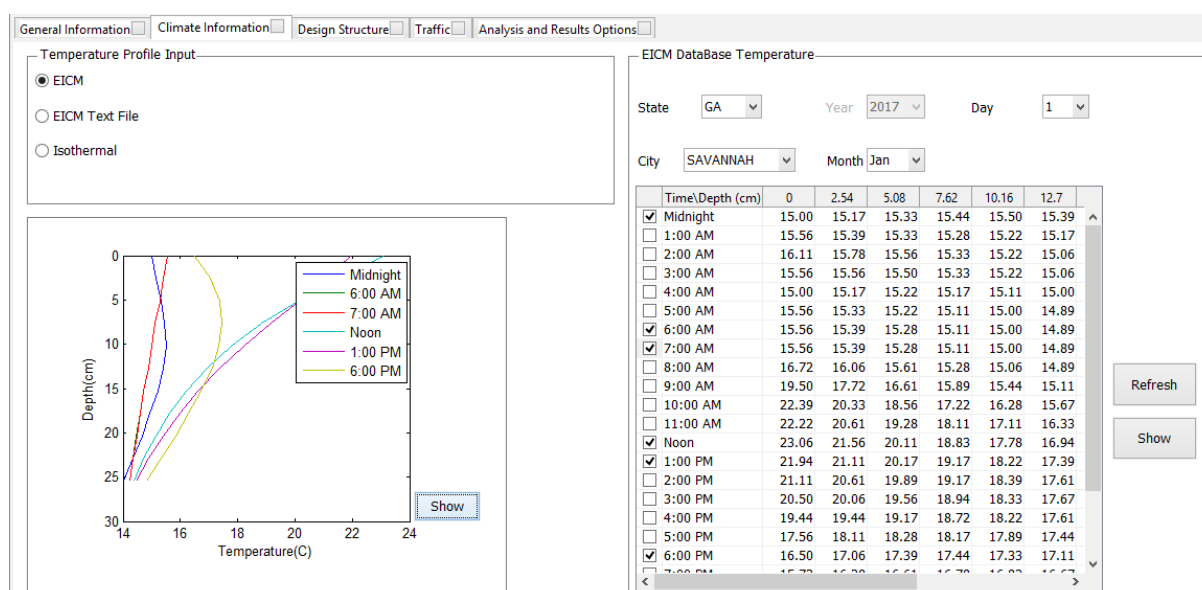 General Information Climate Information Design Structure Traffic Analysis and Results Options
Temperature Profile Input
EICM
EICM Text File
Isothermal
0
5
10
15
20
25
30
Depth(cm)
14 16 18 20 22 24
Temperature(C)
Midnight
6:00 AM
7:00 AM
Noon
1:00 PM
6:00 PM
Show
EICM DataBase Temperature
State GA Year 2017 Day 1
City SAVANNAH Month Jan
Time\Depth (cm) 0 2.54 5.08 7.62 10.16 12.7
Midnight 15.00 15.17 15.33 15.44 15.50 15.39
1:00 AM 15.56 15.39 15.33 15.28 15.22 15.17
2:00 AM 16.11 15.78 15.56 15.33 15.22 15.06
3:00 AM 15.56 15.56 15.50 15.33 15.22 15.06
4:00 AM 15.00 15.17 15.22 15.17 15.11 15.00
5:00 AM 15.56 15.33 15.22 15.11 15.00 14.89
6:00 AM 15.56 15.39 15.28 15.11 15.00 14.89
7:00 AM 15.56 15.39 15.28 15.11 15.00 14.89
8:00 AM 16.72 16.06 15.61 15.28 15.06 14.89
9:00 AM 19.50 17.72 16.61 15.89 15.44 15.11
10:00 AM 22.39 20.33 18.56 17.22 16.28 15.67
11:00 AM 22.22 20.61 19.28 18.11 17.11 16.33
Noon 23.06 21.56 20.11 18.83 17.78 16.94
1:00 PM 21.94 21.11 20.17 19.17 18.22 17.39
2:00 PM 21.11 20.61 19.89 19.17 18.39 17.61
3:00 PM 20.50 20.06 19.56 18.94 18.33 17.67
4:00 PM 19.44 19.44 19.17 18.72 18.22 17.61
5:00 PM 17.56 18.11 18.28 18.17 17.89 17.44
6:00 PM 16.50 17.06 17.39 17.44 17.33 17.11
Refresh
Show